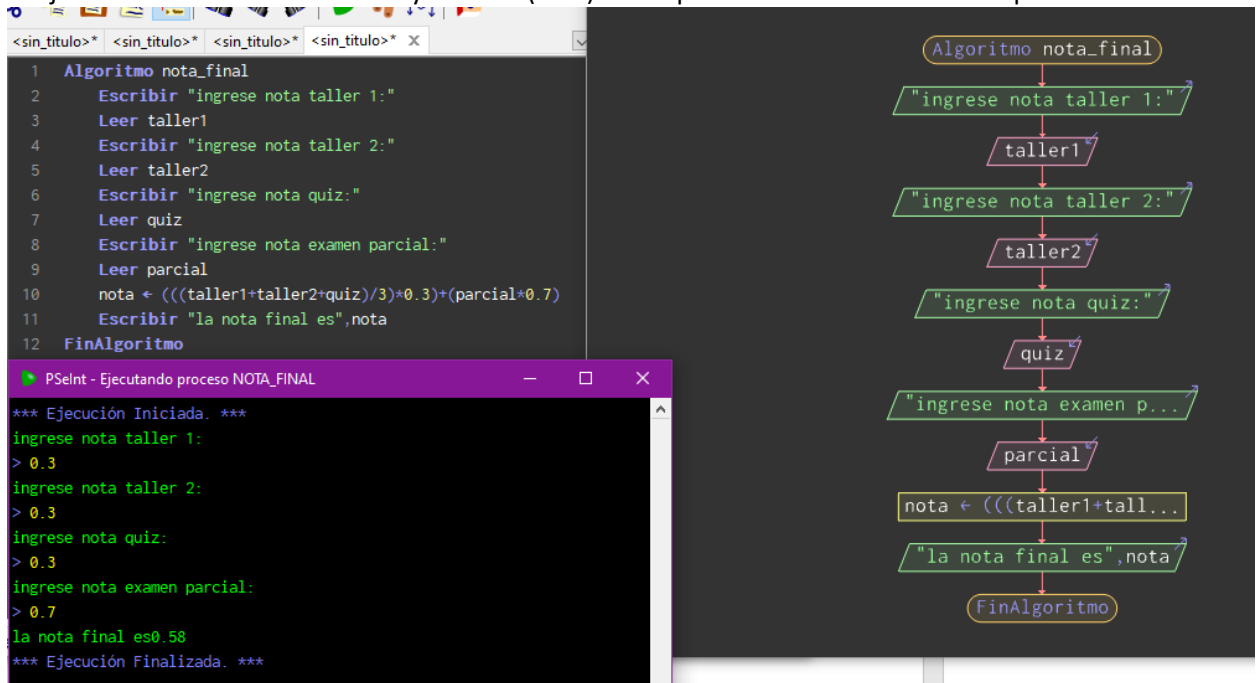 <sin_titulo>* <sin_titulo>* <sin_titulo>* <sin_titulo>* X
1 Algoritmo nota_final
2 Escribir "ingrese nota taller 1:"
3 Leer taller1
4 Escribir "ingrese nota taller 2:"
5 Leer taller2
6 Escribir "ingrese nota quiz:"
7 Leer quiz
8 Escribir "ingrese nota examen parcial:"
9 Leer parcial
10 nota ← (((taller1+taller2+quiz)/3)*0.3)+(parcial*0.7)
11 Escribir "la nota final es",nota
12 FinAlgoritmo
PSeInt - Ejecutando proceso NOTA_FINAL
*** Ejecución Iniciada. ***
ingrese nota taller 1:
> 0.3
ingrese nota taller 2:
> 0.3
ingrese nota quiz:
> 0.3
ingrese nota examen parcial:
> 0.7
la nota final es0.58
*** Ejecución Finalizada. ***
Algoritmo nota_final
"ingrese nota taller 1:"
taller1
"ingrese nota taller 2:"
taller2
"ingrese nota quiz:"
quiz
"ingrese nota examen p...
parcial
nota ← (((taller1+tall...
"la nota final es",nota
FinAlgoritmo